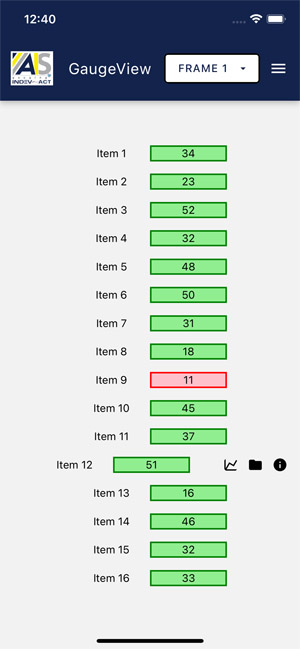 12:40
AS
INDEV ACT
GaugeView
FRAME 1
Item 1 34
Item 2 23
Item 3 52
Item 4 32
Item 5 48
Item 6 50
Item 7 31
Item 8 18
Item 9 11
Item 10 45
Item 11 37
Item 12 51
Item 13 16
Item 14 46
Item 15 32
Item 16 33